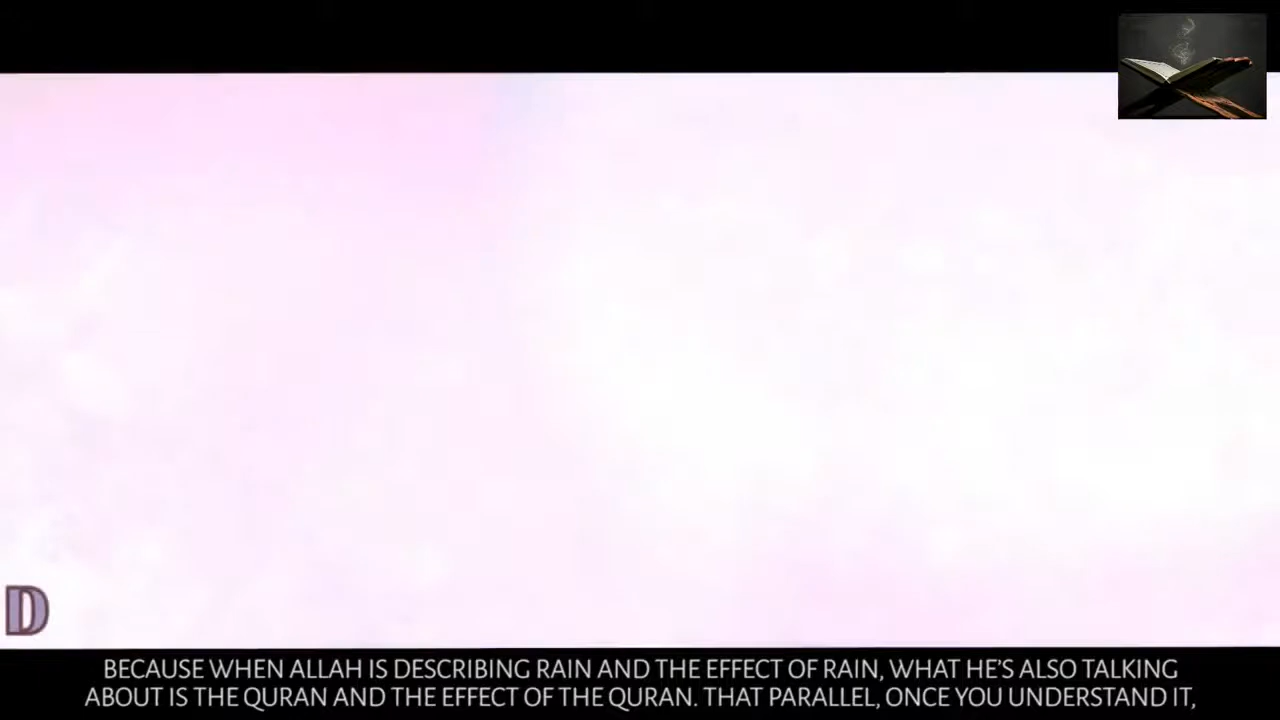 D
BECAUSE WHEN ALLAH IS DESCRIBING RAIN AND THE EFFECT OF RAIN, WHAT HE'S ALSO TALKING
ABOUT IS THE QURAN AND THE EFFECT OF THE QURAN. THAT PARALLEL, ONCE YOU UNDERSTAND IT,